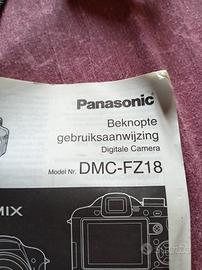 Panasonic
Beknopte
gebruiksaanwijzing
Digitale Camera
Model Nr. DMC-FZ18
MIX